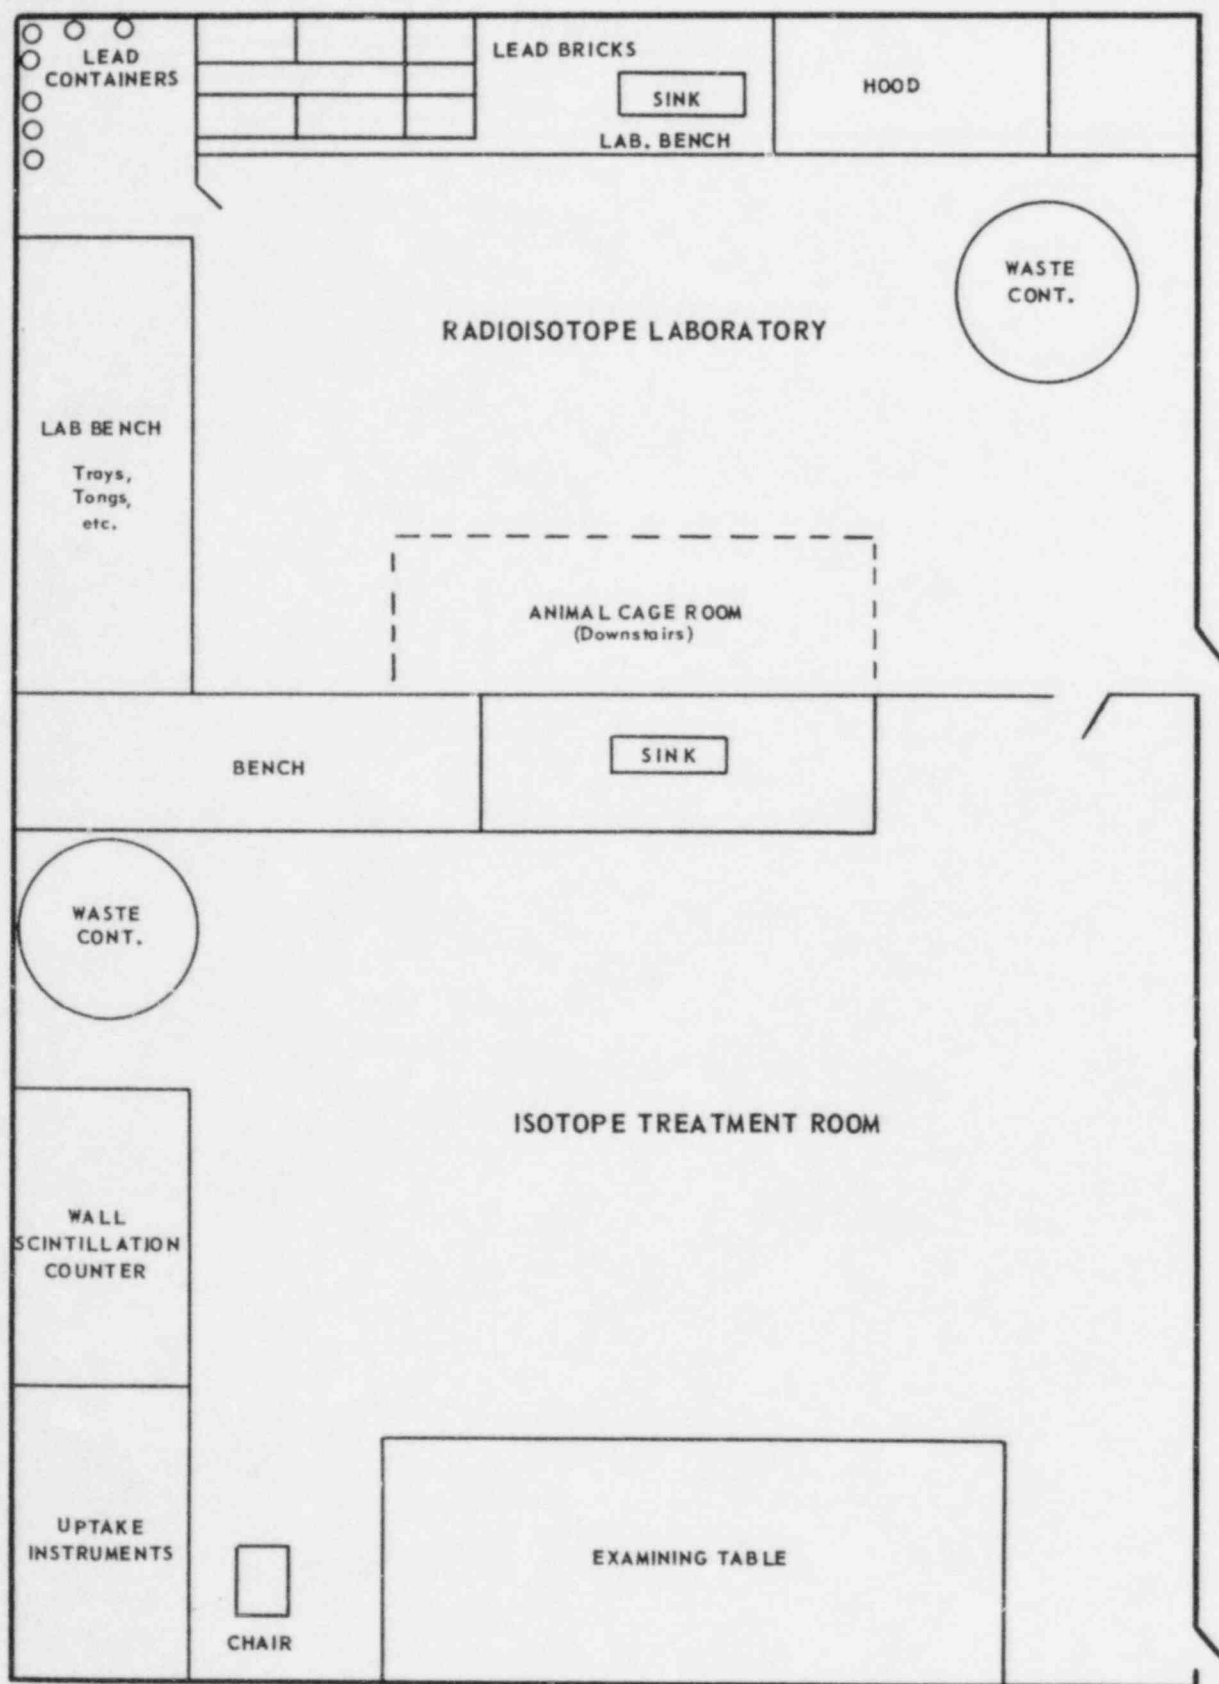 LEAD
CONTAINERS
LEAD BRICKS
SINK
LAB. BENCH
HOOD
WASTE
CONT.
RADIOISOTOPE LABORATORY
LAB BENCH
Trays,
Tongs,
etc.
ANIMAL CAGE ROOM
(Downstairs)
BENCH
SINK
WASTE
CONT.
ISOTOPE TREATMENT ROOM
WALL
SCINTILLATION
COUNTER
UPTAKE
INSTRUMENTS
CHAIR
EXAMINING TABLE